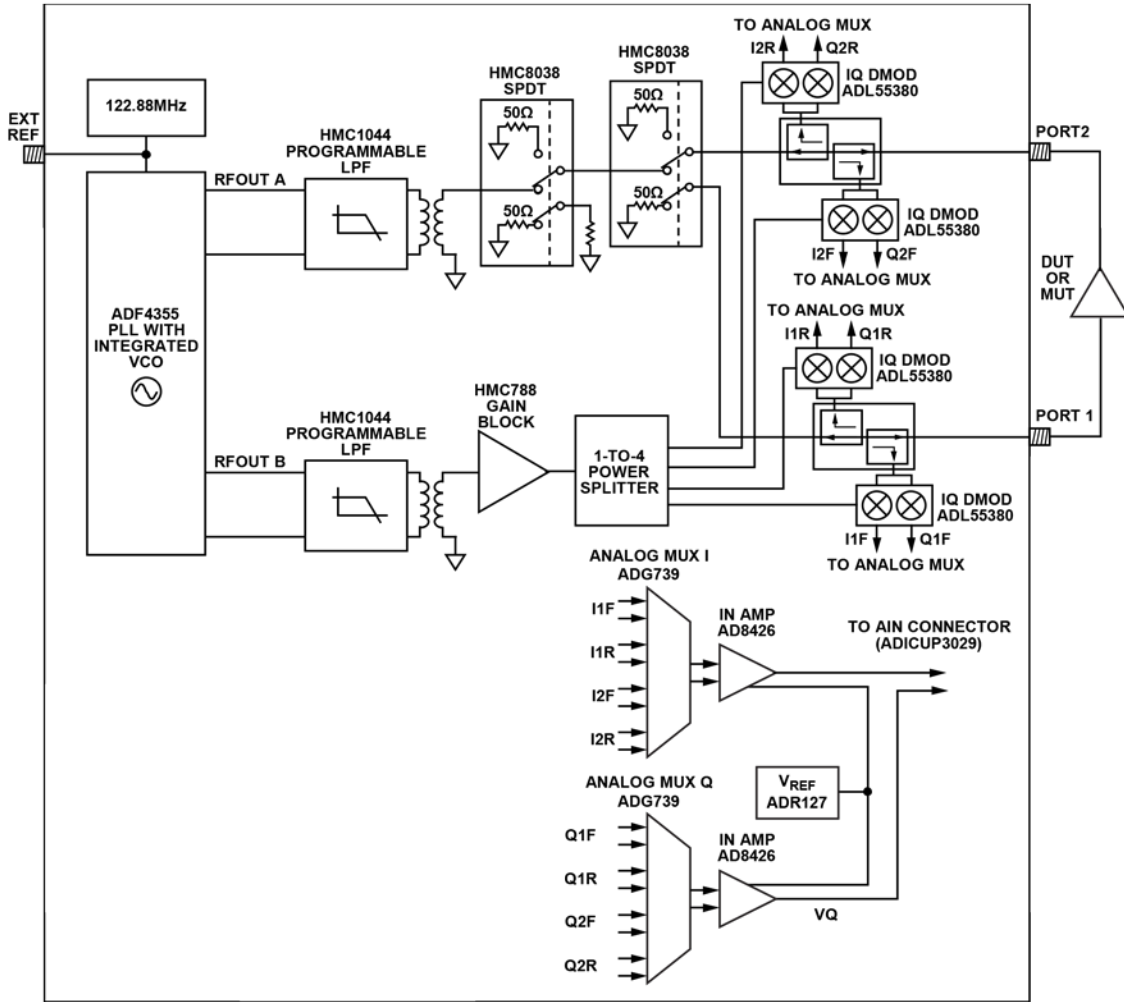 TO ANALOG MUX
I2R
Q2R
IQ DMOD
ADL55380
HMC8038
SPDT
50Ω
50Ω
HMC8038
SPDT
50Ω
50Ω
122.88MHz
EXT
REF
HMC1044
PROGRAMMABLE
LPF
RFOUT A
PORT2
IQ DMOD
ADL55380
I2F
Q2F
TO ANALOG MUX
DUT
OR
MUT
ADF4355
PLL WITH
INTEGRATED
VCO
TO ANALOG MUX
I1R
Q1R
IQ DMOD
ADL55380
HMC1044
PROGRAMMABLE
LPF
RFOUT B
HMC788
GAIN
BLOCK
1-TO-4
POWER
SPLITTER
PORT 1
IQ DMOD
ADL55380
I1F
Q1F
TO ANALOG MUX
ANALOG MUX I
ADG739
I1F
I1R
I2F
I2R
IN AMP
AD8426
TO AIN CONNECTOR
(ADICUP3029)
VREF
ADR127
ANALOG MUX Q
ADG739
Q1F
Q1R
Q2F
Q2R
IN AMP
AD8426
VQ